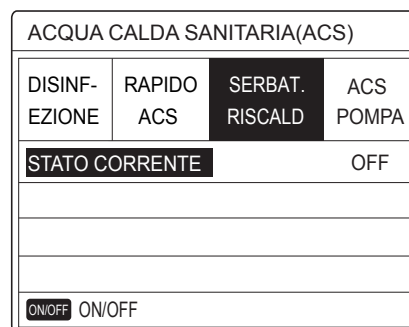 ACQUA CALDA SANITARIA(ACS)
DISINF- RAPIDO SERBAT. ACS
EZIONE ACS RISCALD POMPA
STATO CORRENTE OFF
ON/OFF ON/OFF